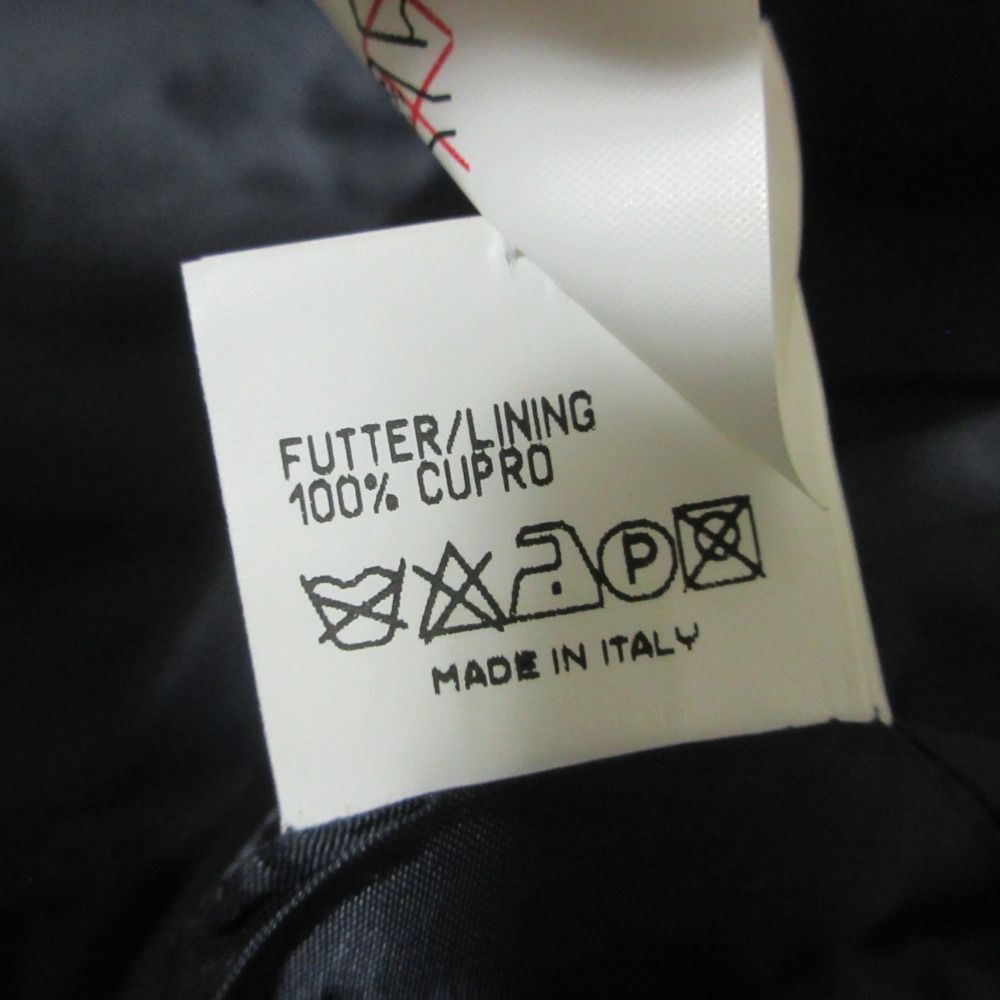 FUTTER/LINING
100% CUPRO
P
MADE IN ITALY